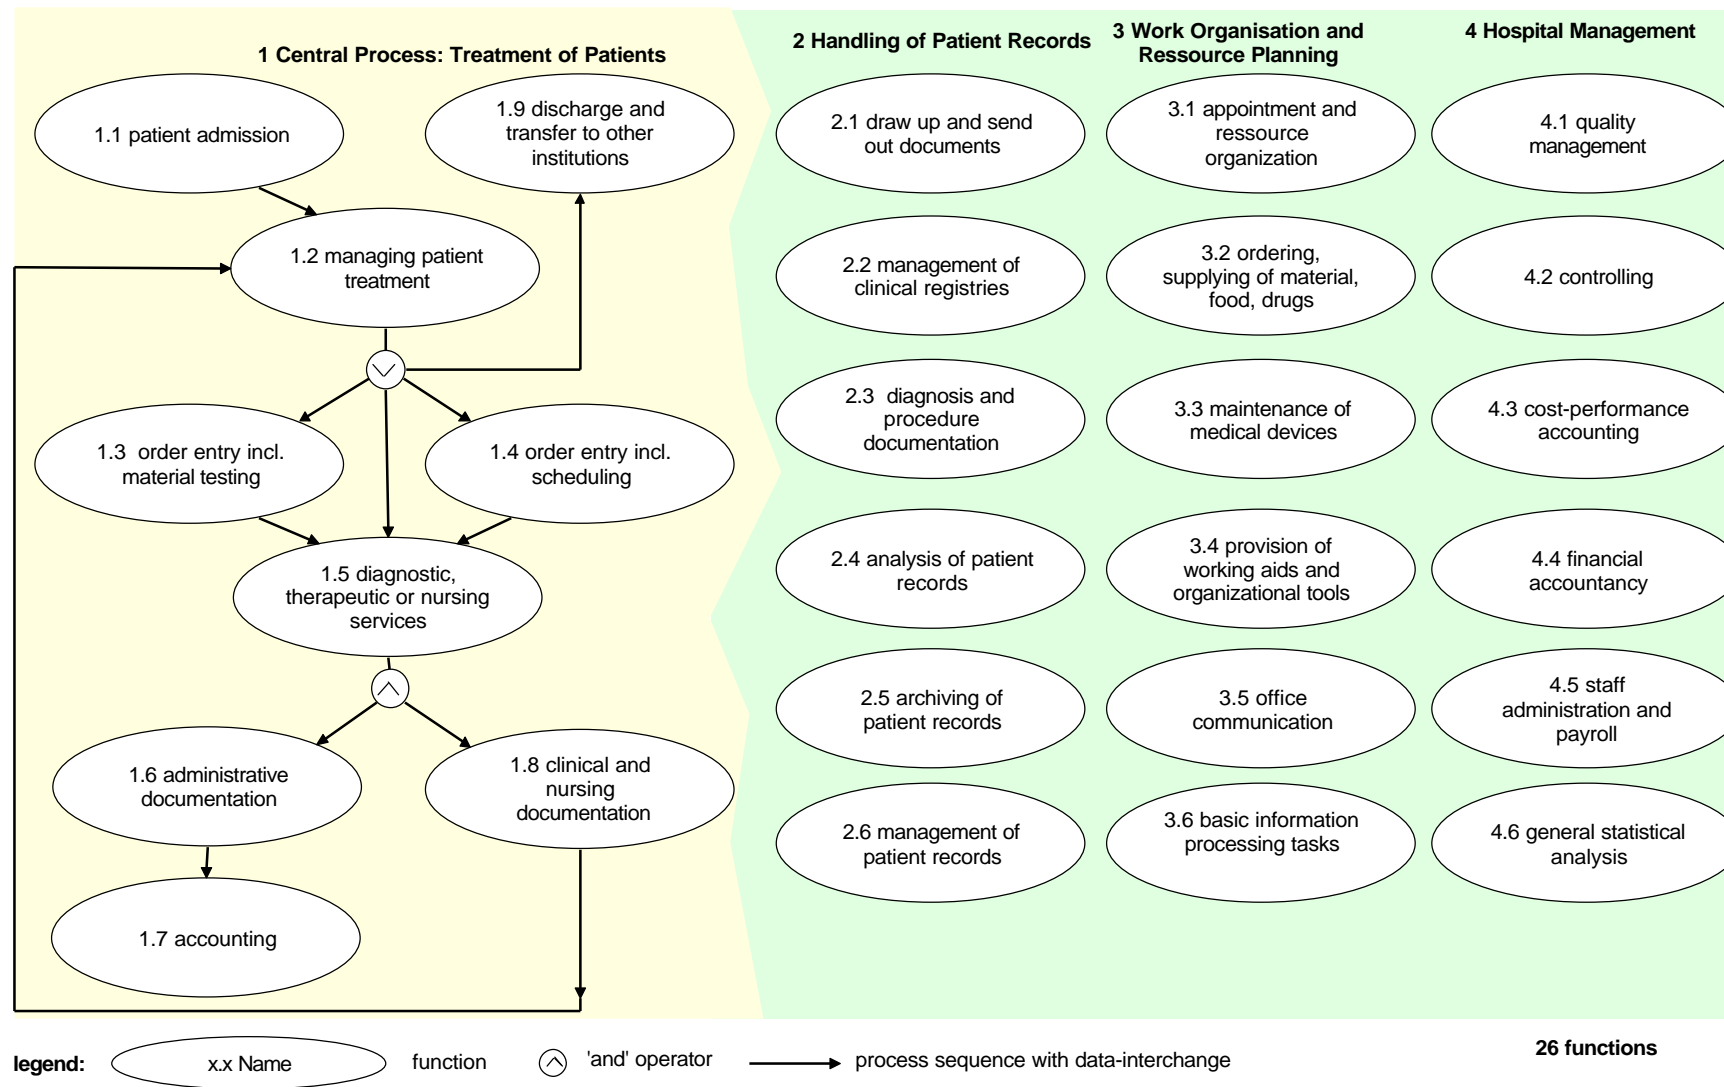 1 Central Process: Treatment of Patients
1.1 patient admission
1.9 discharge and
transfer to other
institutions
1.2 managing patient
treatment
1.3 order entry incl.
material testing
1.4 order entry incl.
scheduling
1.5 diagnostic,
therapeutic or nursing
services
1.6 administrative
documentation
1.8 clinical and
nursing
documentation
1.7 accounting
2 Handling of Patient Records
2.1 draw up and send
out documents
2.2 management of
clinical registries
2.3 diagnosis and
procedure
documentation
2.4 analysis of patient
records
2.5 archiving of
patient records
2.6 management of
patient records
3 Work Organisation and
Ressource Planning
3.1 appointment and
ressource
organization
3.2 ordering,
supplying of material,
food, drugs
3.3 maintenance of
medical devices
3.4 provision of
working aids and
organizational tools
3.5 office
communication
3.6 basic information
processing tasks
4 Hospital Management
4.1 quality
management
4.2 controlling
4.3 cost-performance
accounting
4.4 financial
accountancy
4.5 staff
administration and
payroll
4.6 general statistical
analysis
legend:
x.x Name
function
'and' operator
process sequence with data-interchange
26 functions